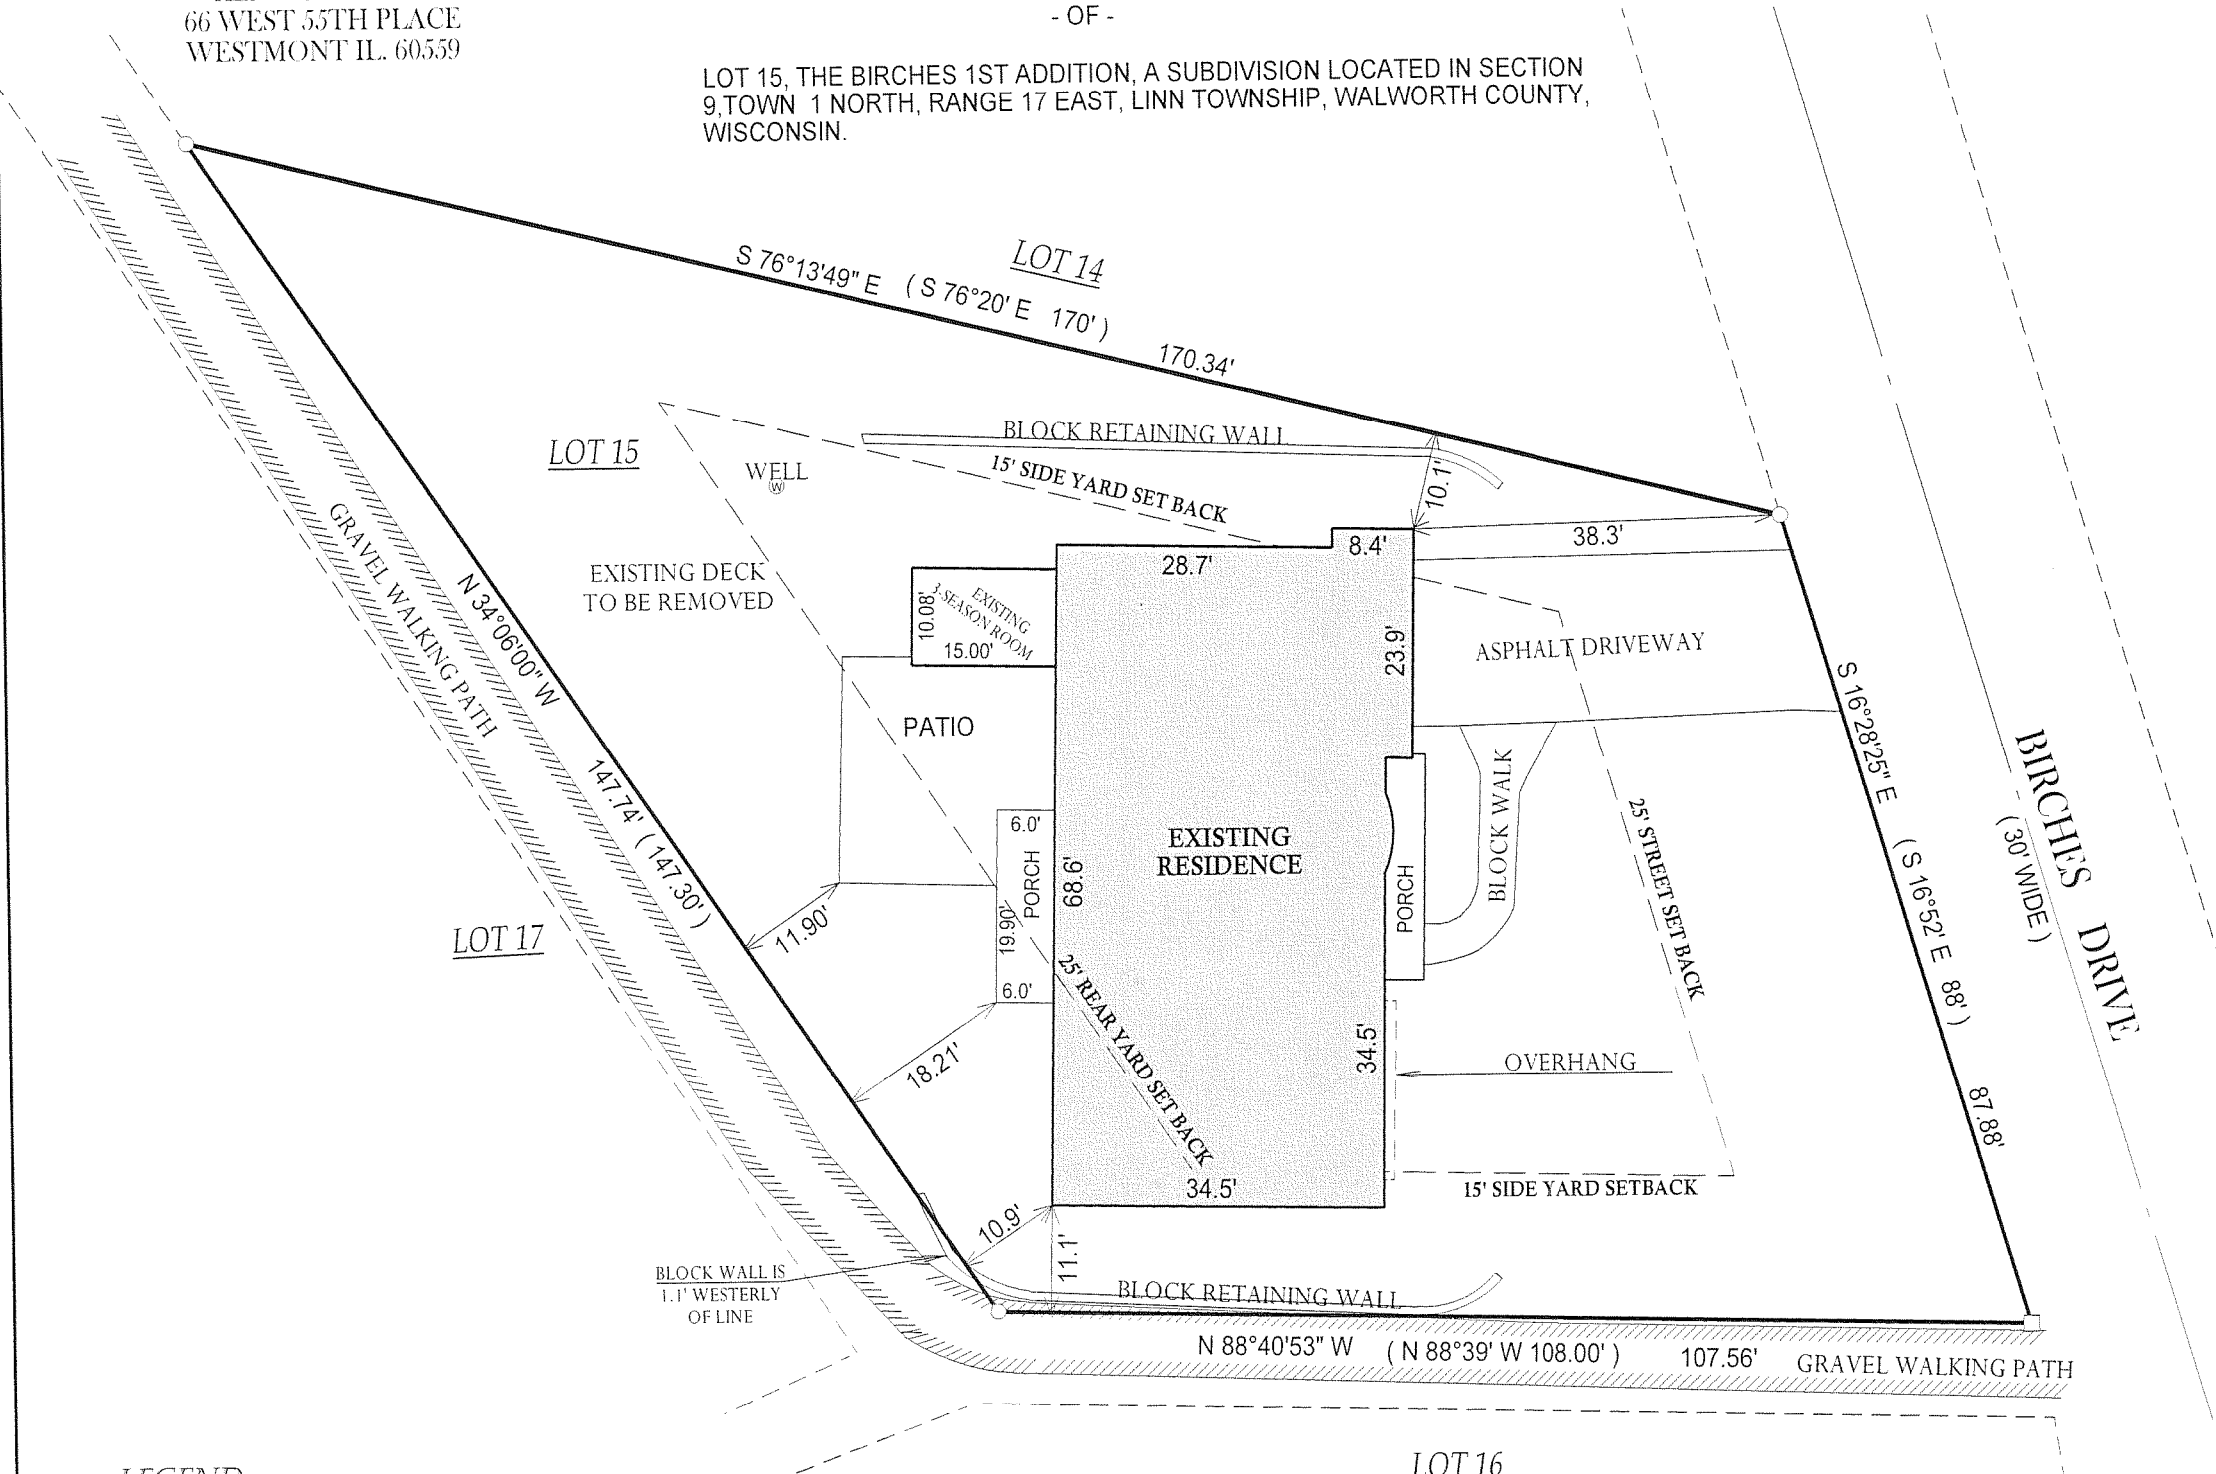 66 WEST 55TH PLACE
WESTMONT IL. 60559
- OF -
LOT 15, THE BIRCHES 1ST ADDITION, A SUBDIVISION LOCATED IN SECTION
9,TOWN 1 NORTH, RANGE 17 EAST, LINN TOWNSHIP, WALWORTH COUNTY,
WISCONSIN.
LOT 14
S 76°13'49" E ( S 76°20' E 170' ) 170.34'
BLOCK RETAINING WALL
15' SIDE YARD SET BACK
10.1'
LOT 15
WELL
W
38.3'
8.4'
28.7'
EXISTING DECK
TO BE REMOVED
EXISTING
3-SEASON ROOM
10.08'
15.00'
23.9'
ASPHALT DRIVEWAY
GRAVEL WALKING PATH
N 34°06'00" W 147.74' ( 147.30' )
S 16°28'25" E ( S 16°52' E 88' ) 87.88'
BIRCHES DRIVE
( 30' WIDE )
PATIO
BLOCK WALK
25' STREET SET BACK
6.0'
PORCH
19.90'
6.0'
68.6'
EXISTING
RESIDENCE
PORCH
LOT 17
11.90'
25' REAR YARD SET BACK
18.21'
34.5'
OVERHANG
34.5'
15' SIDE YARD SETBACK
10.9'
11.1'
BLOCK WALL IS
1.1' WESTERLY
OF LINE
BLOCK RETAINING WALL
N 88°40'53" W ( N 88°39' W 108.00' ) 107.56'
GRAVEL WALKING PATH
LOT 16
LEGEND